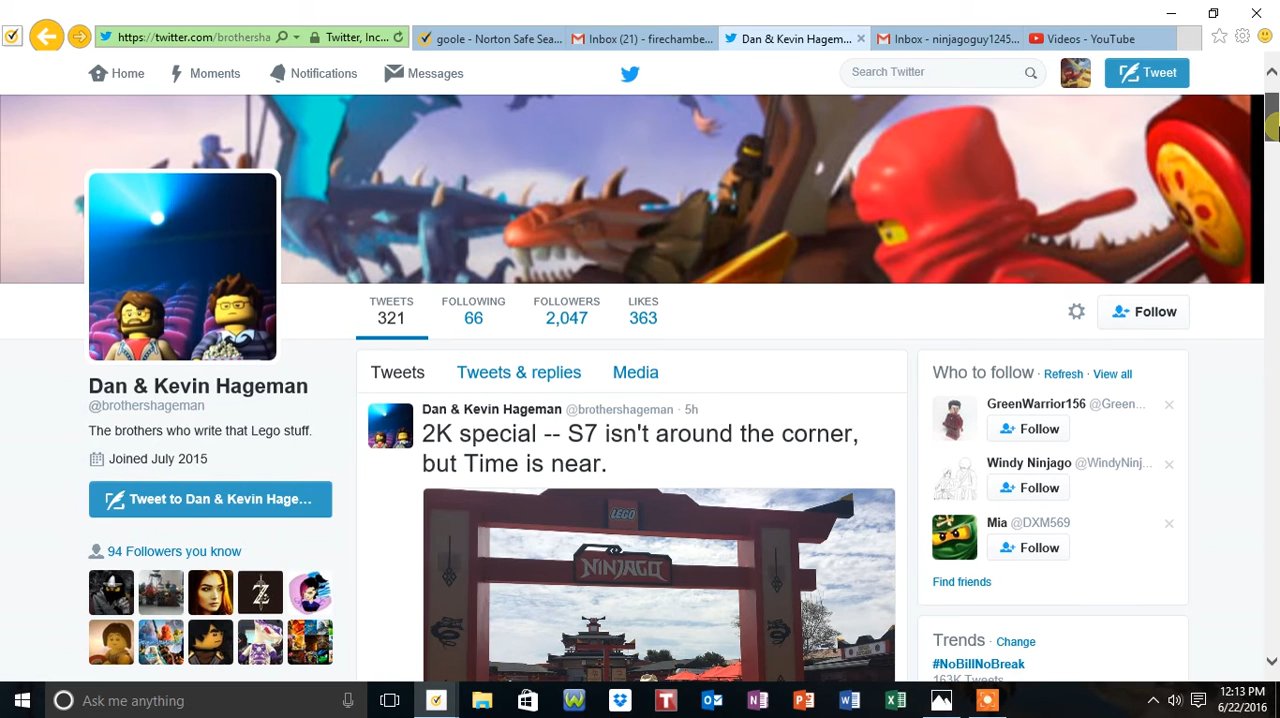 https://twitter.com/brothersha
Twitter, Inc...
goole - Norton Safe Sea...
Inbox (21) - firechambe...
Dan & Kevin Hagem...
Inbox - ninjagoguy1245...
Videos - YouTube
Home
Moments
Notifications
Messages
Search Twitter
Tweet
TWEETS
FOLLOWING
FOLLOWERS
LIKES
321
66
2,047
363
Follow
Tweets
Tweets & replies
Media
Who to follow · Refresh · View all
Dan & Kevin Hageman
@brothershageman
The brothers who write that Lego stuff.
Joined July 2015
Tweet to Dan & Kevin Hage...
94 Followers you know
Dan & Kevin Hageman @brothershageman · 5h
2K special -- S7 isn't around the corner,
but Time is near.
LEGO
NINJAGO
GreenWarrior156 @Green...
Follow
Windy Ninjago @WindyNinj...
Follow
Mia @DXM569
Follow
Find friends
Trends · Change
#NoBillNoBreak
163K Tweets
Ask me anything
12:13 PM
6/22/2016